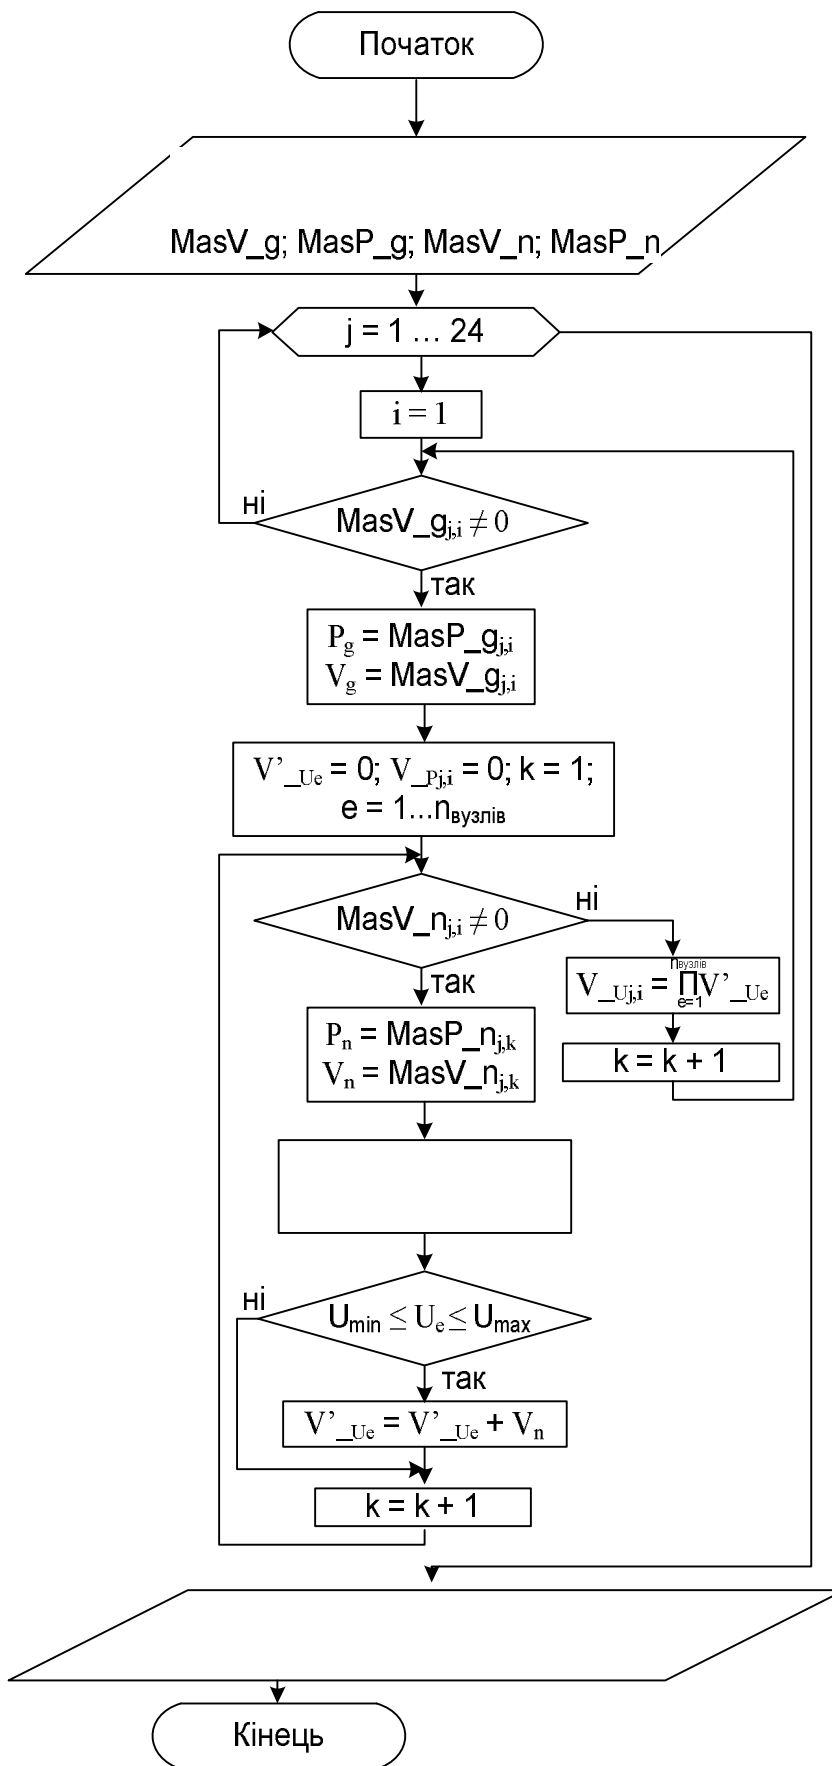 Початок
MasV_g; MasP_g; MasV_n; MasP_n
j = 1 ... 24
i = 1
ні
MasV_gj,i ≠ 0
так
Pg = MasP_gj,i
Vg = MasV_gj,i
V’_Ue = 0; V_Pj,i = 0; k = 1;
e = 1...nвузлів
MasV_nj,i ≠ 0
ні
так
V_Uj,i = ∏ V’_Ue
nвузлів
e=1
k = k + 1
Pn = MasP_nj,k
Vn = MasV_nj,k
ні
Umin ≤ Ue ≤ Umax
так
V’_Ue = V’_Ue + Vn
k = k + 1
Кінець